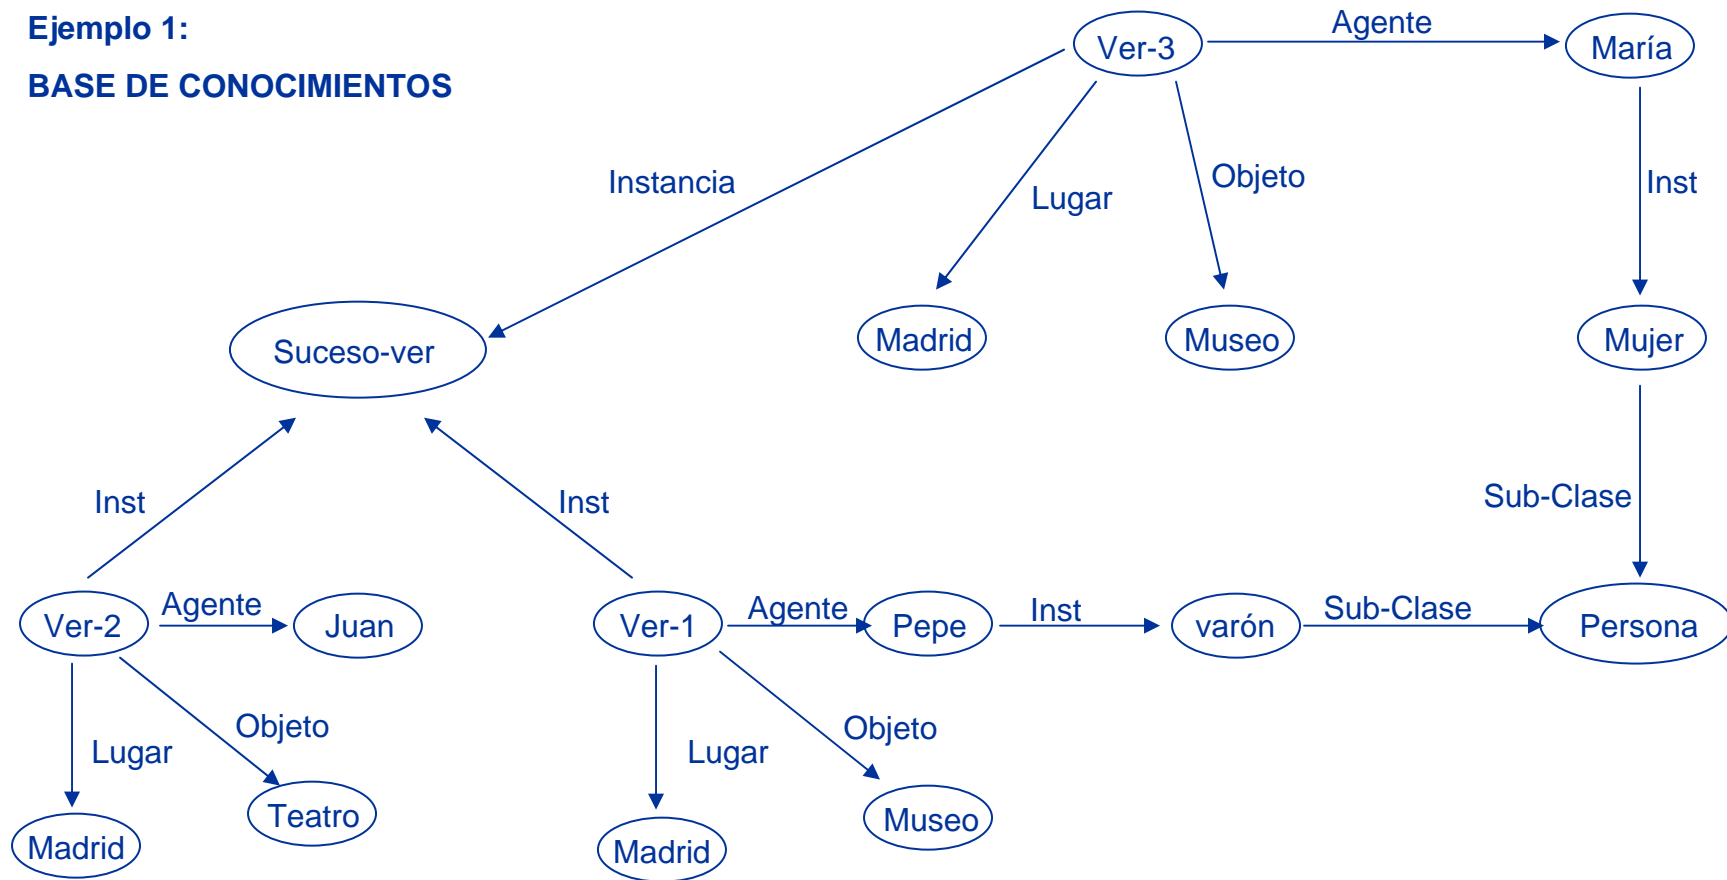 Ejemplo 1:
BASE DE CONOCIMIENTOS
Ver-3
Agente
María
Instancia
Lugar
Objeto
Inst
Suceso-ver
Madrid
Museo
Mujer
Inst
Inst
Sub-Clase
Ver-2
Agente
Juan
Ver-1
Agente
Pepe
Inst
varón
Sub-Clase
Persona
Lugar
Objeto
Lugar
Objeto
Madrid
Teatro
Madrid
Museo